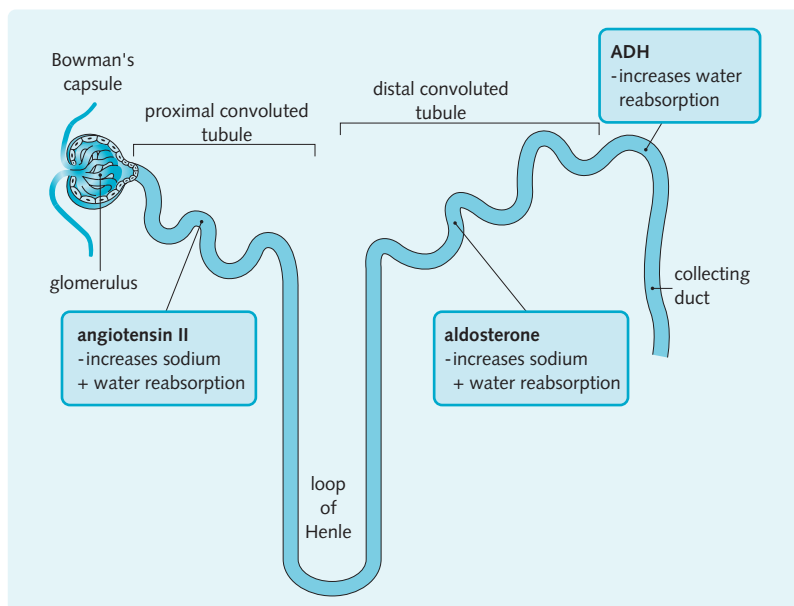 Bowman's
capsule
proximal convoluted
tubule
distal convoluted
tubule
ADH
-increases water
reabsorption
glomerulus
collecting
duct
angiotensin II
-increases sodium
+ water reabsorption
aldosterone
-increases sodium
+ water reabsorption
loop
of
Henle